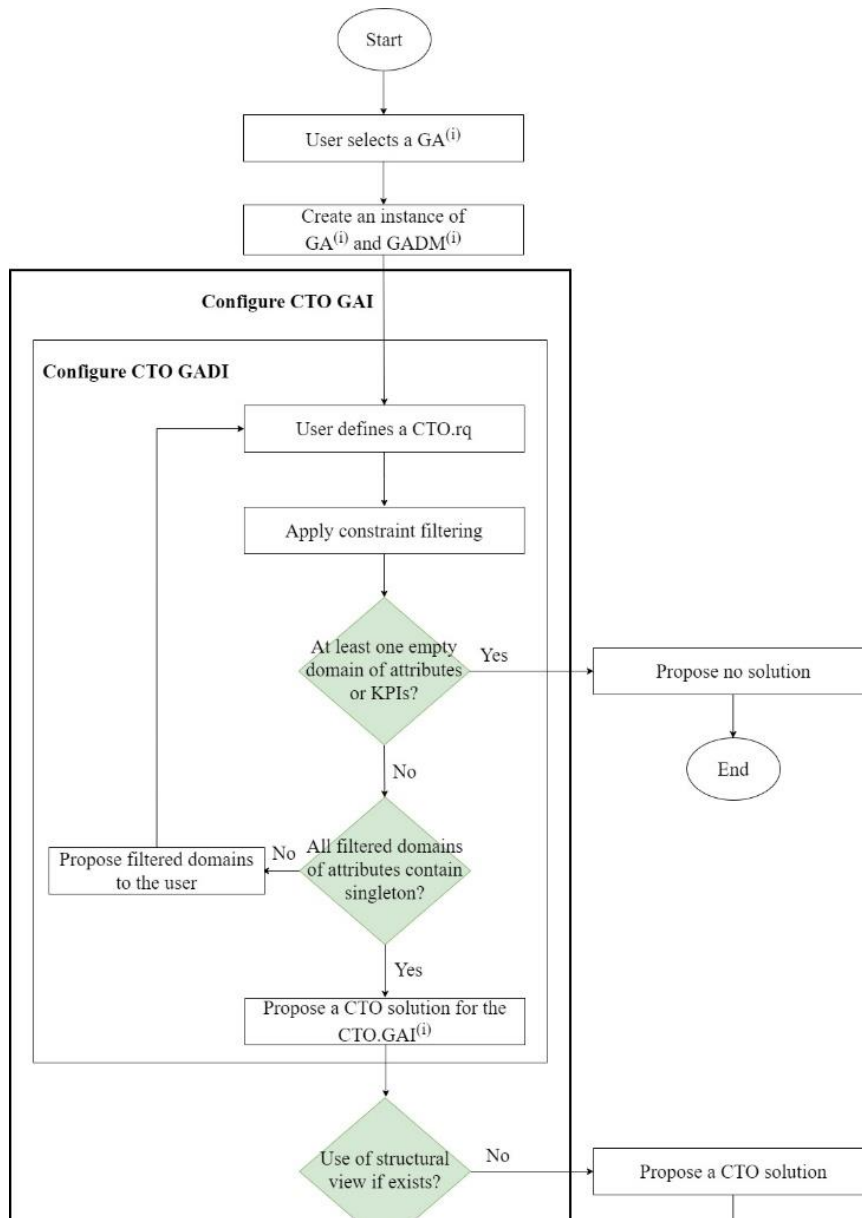 Start
User selects a GA(i)
Create an instance of
GA(i) and GADM(i)
Configure CTO GAI
Configure CTO GADI
User defines a CTO.rq
Apply constraint filtering
At least one empty
domain of attributes
or KPIs?
Yes
Propose no solution
End
No
All filtered domains
of attributes contain
singleton?
No
Propose filtered domains
to the user
Yes
Propose a CTO solution for the
CTO.GAI(i)
Use of structural
view if exists?
No
Propose a CTO solution